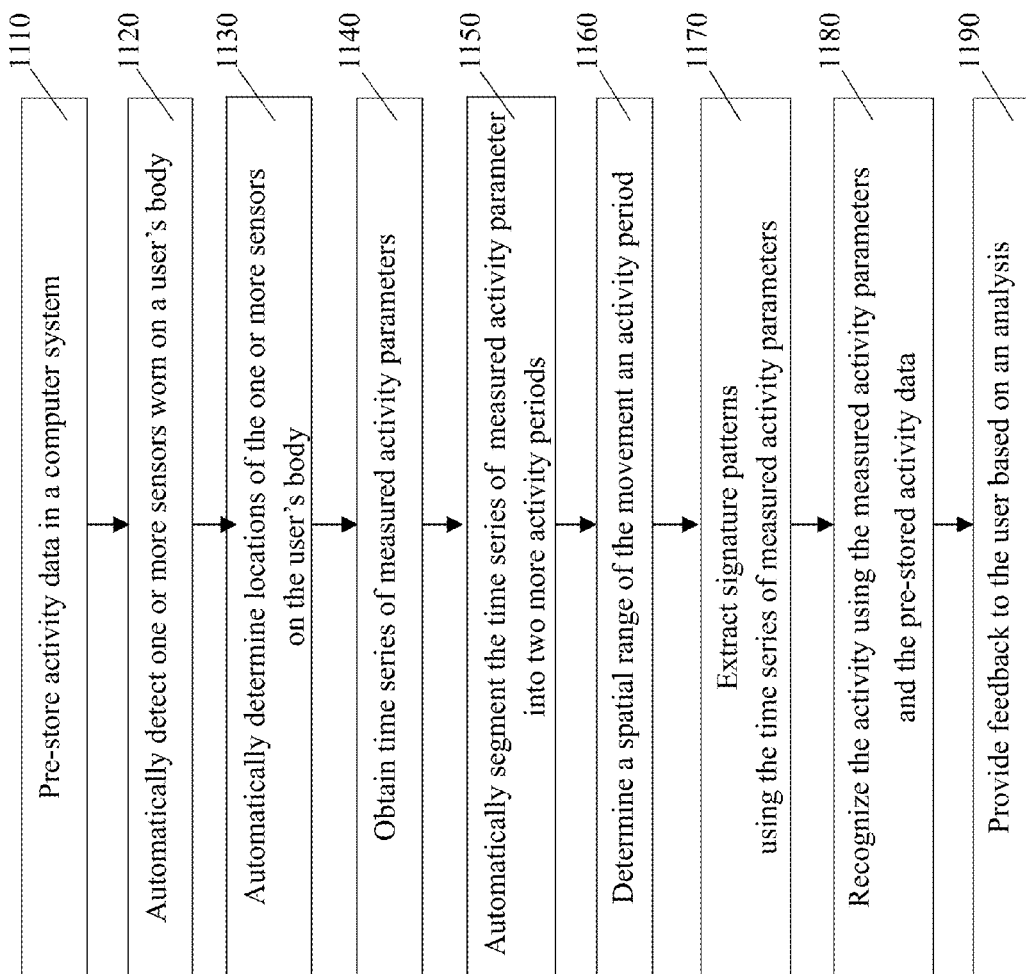 Pre-store activity data in a computer system
1110
Automatically detect one or more sensors worn on a user's body
1120
Automatically determine locations of the one or more sensors
on the user's body
1130
Obtain time series of measured activity parameters
1140
Automatically segment the time series of measured activity parameter
into two more activity periods
1150
Determine a spatial range of the movement an activity period
1160
Extract signature patterns
using the time series of measured activity parameters
1170
Recognize the activity using the measured activity parameters
and the pre-stored activity data
1180
Provide feedback to the user based on an analysis
1190